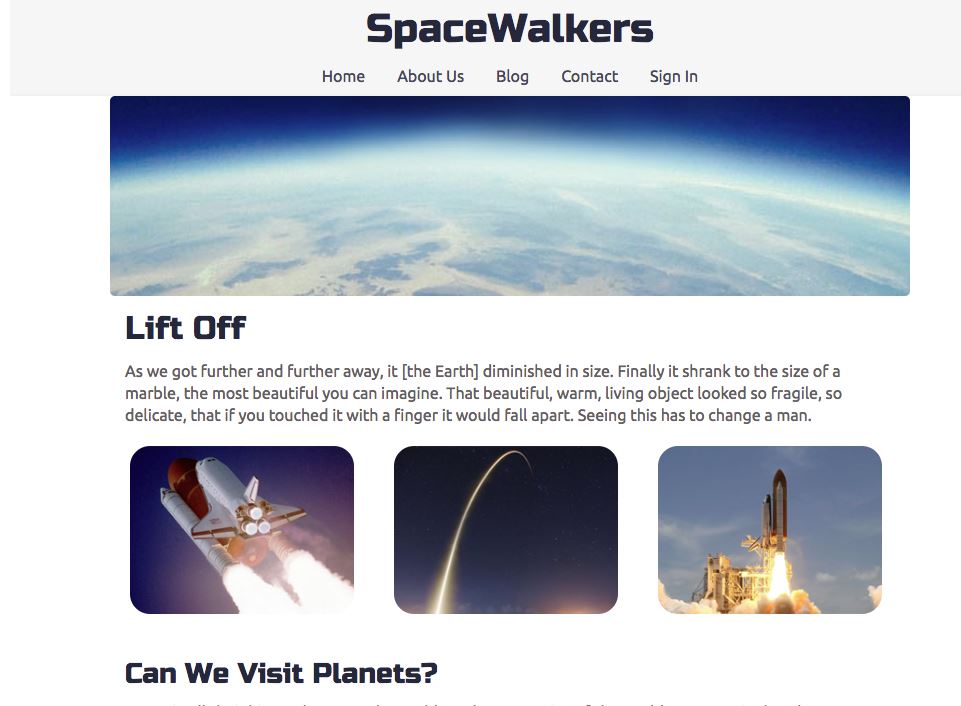 SpaceWalkers
Home About Us Blog Contact Sign In
Lift Off
As we got further and further away, it [the Earth] diminished in size. Finally it shrank to the size of a
marble, the most beautiful you can imagine. That beautiful, warm, living object looked so fragile, so
delicate, that if you touched it with a finger it would fall apart. Seeing this has to change a man.
Can We Visit Planets?